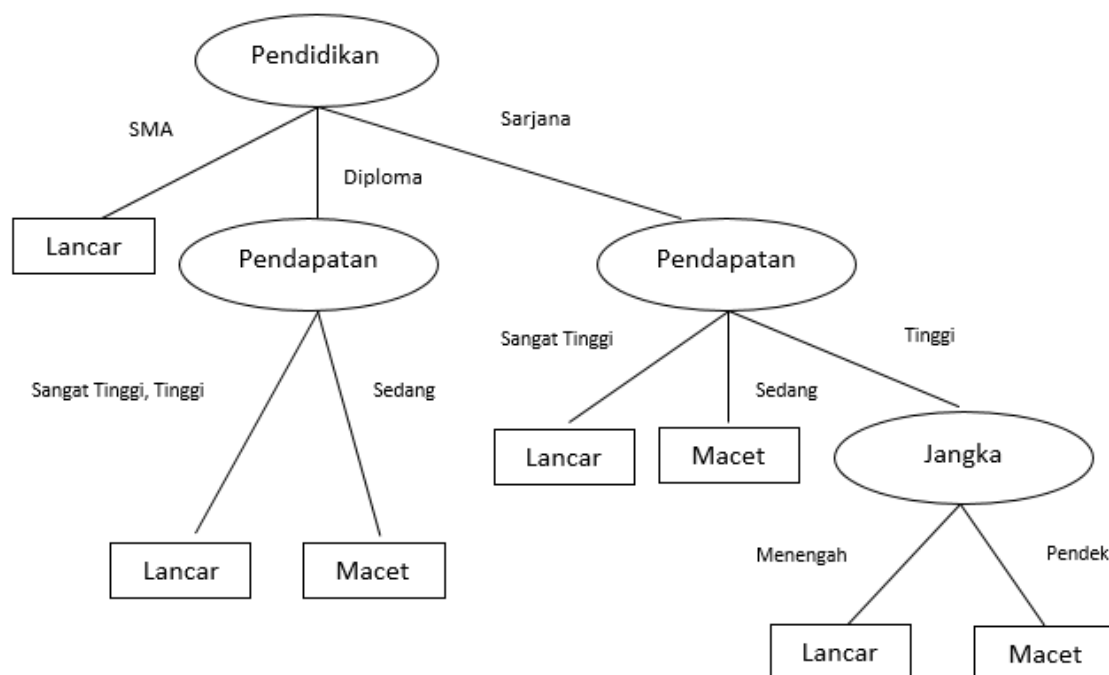 Pendidikan
SMA
Sarjana
Diploma
Lancar
Pendapatan
Pendapatan
Sangat Tinggi
Tinggi
Sangat Tinggi, Tinggi
Sedang
Sedang
Lancar
Macet
Jangka
Lancar
Macet
Menengah
Pendek
Lancar
Macet